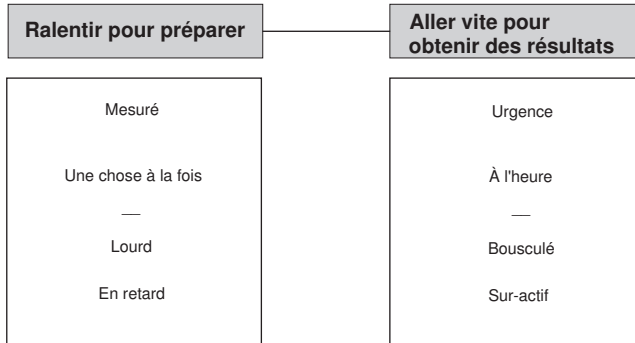 Ralentir pour préparer
Aller vite pour
obtenir des résultats
Mesuré
Une chose à la fois
—
Lourd
En retard
Urgence
À l'heure
—
Bousculé
Sur-actif